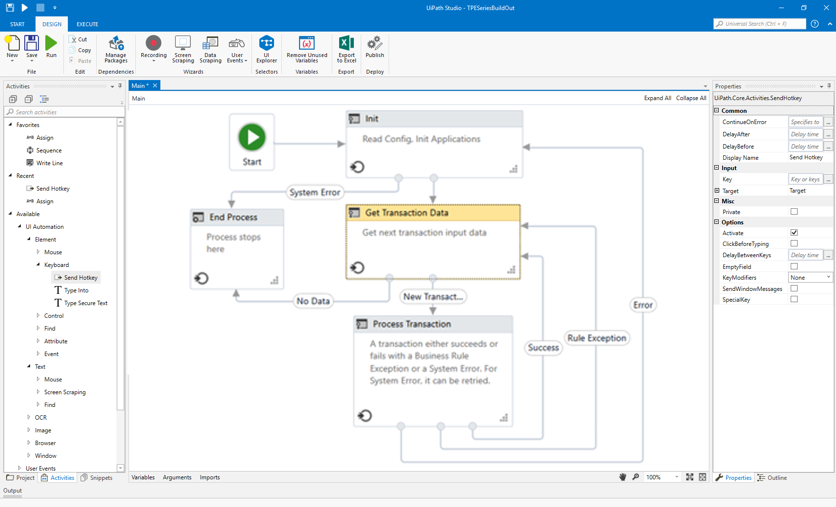 UiPath Studio - TPESeriesBuildOut
START
DESIGN
EXECUTE
Universal Search (Ctrl + F)
New
Save
Run
Cut
Copy
Paste
Manage
Packages
Recording
Screen
Scraping
Data
Scraping
User
Events
UI
Explorer
Remove Unused
Variables
Export
to Excel
Publish
File
Edit
Dependencies
Wizards
Selectors
Variables
Export
Deploy
Activities
Search activities
Favorites
Assign
Sequence
Write Line
Recent
Send Hotkey
Assign
Available
UI Automation
Element
Mouse
Keyboard
Send Hotkey
Type Into
Type Secure Text
Control
Find
Attribute
Event
Text
Mouse
Screen Scraping
Find
OCR
Image
Browser
Window
User Events
Project
Activities
Snippets
Output
Main *
Main
Expand All
Collapse All
Start
Init
Read Config, Init Applications
System Error
End Process
Process stops
here
Get Transaction Data
Get next transaction input data
No Data
New Transact...
Process Transaction
A transaction either succeeds or
fails with a Business Rule
Exception or a System Error. For
System Error, it can be retried.
Success
Rule Exception
Error
Variables
Arguments
Imports
100%
Properties
UiPath.Core.Activities.SendHotkey
Common
ContinueOnError
Specifies to
...
DelayAfter
Delay time
...
DelayBefore
Delay time
...
Display Name
Send Hotkey
Input
Key
Key or keys
...
Target
Target
Misc
Private
Options
Activate
ClickBeforeTyping
DelayBetweenKeys
Delay time
...
EmptyField
KeyModifiers
None
SendWindowMessages
SpecialKey
Properties
Outline